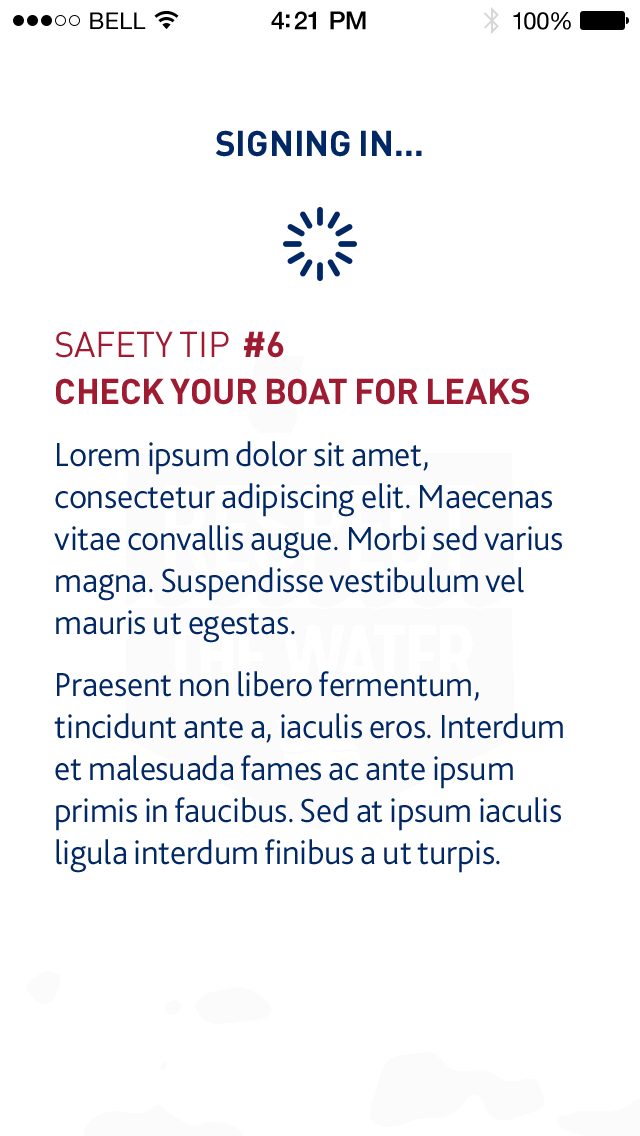 BELL 4:21 PM 100%
SIGNING IN...
SAFETY TIP #6
CHECK YOUR BOAT FOR LEAKS
Lorem ipsum dolor sit amet,
consectetur adipiscing elit. Maecenas
vitae convallis augue. Morbi sed varius
magna. Suspendisse vestibulum vel
mauris ut egestas.
THE WATER
Praesent non libero fermentum,
tincidunt ante a, iaculis eros. Interdum
et malesuada fames ac ante ipsum
primis in faucibus. Sed at ipsum iaculis
ligula interdum finibus a ut turpis.